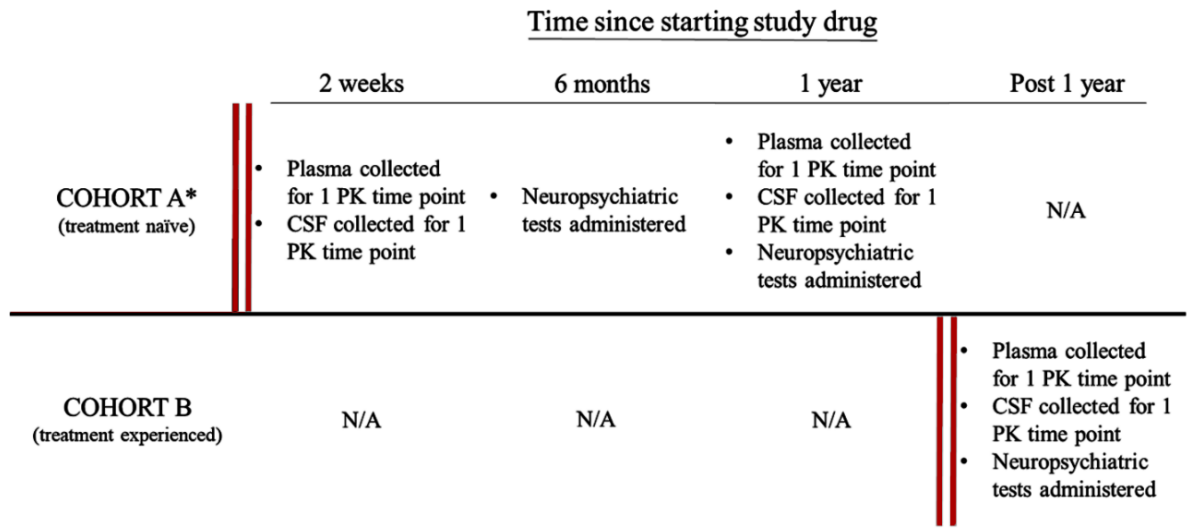 Time since starting study drug
2 weeks
6 months
1 year
Post 1 year
COHORT A*
(treatment naïve)
• Plasma collected
for 1 PK time point
• CSF collected for 1
PK time point
• Neuropsychiatric
tests administered
• Plasma collected
for 1 PK time point
• CSF collected for 1
PK time point
• Neuropsychiatric
tests administered
N/A
COHORT B
(treatment experienced)
N/A
N/A
N/A
• Plasma collected
for 1 PK time point
• CSF collected for 1
PK time point
• Neuropsychiatric
tests administered